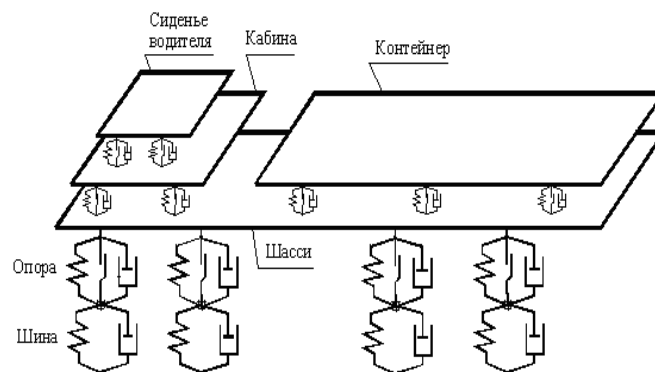 Сиденье
водителя
Кабина
Контейнер
Опора
Шасси
Шина